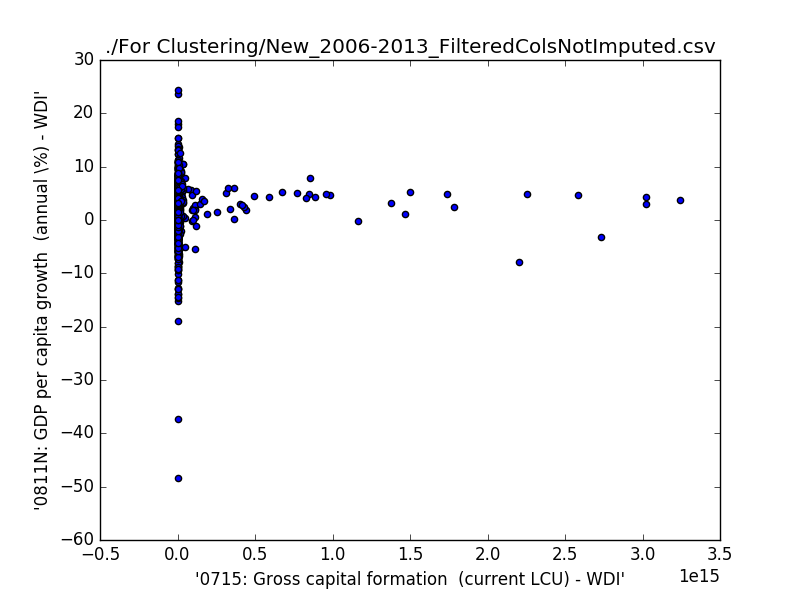 ./For Clustering/New_2006-2013_FilteredColsNotImputed.csv
30
20
10
0
−10
−20
−30
−40
−50
−60
'0811N: GDP per capita growth  (annual \%) - WDI'
−0.5 0.0 0.5 1.0 1.5 2.0 2.5 3.0 3.5
1e15
'0715: Gross capital formation  (current LCU) - WDI'